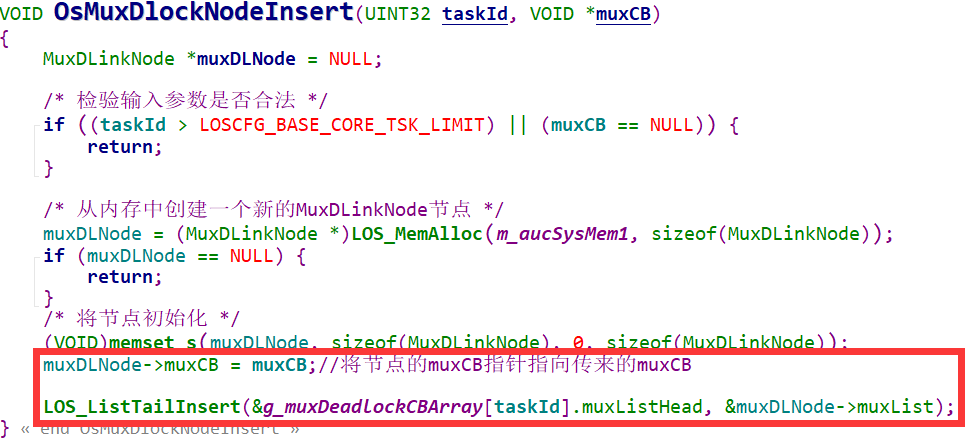 VOID OsMuxDlockNodeInsert(UINT32 taskId, VOID *muxCB)
{
MuxDLinkNode *muxDLNode = NULL;
/* 检验输入参数是否合法 */
if ((taskId > LOSCFG_BASE_CORE_TSK_LIMIT) || (muxCB == NULL)) {
return;
}
/* 从内存中创建一个新的MuxDLinkNode节点 */
muxDLNode = (MuxDLinkNode *)LOS_MemAlloc(m_aucSysMem1, sizeof(MuxDLinkNode));
if (muxDLNode == NULL) {
return;
}
/* 将节点初始化 */
(VOID)memset_s(muxDLNode, sizeof(MuxDLinkNode), 0, sizeof(MuxDLinkNode));
muxDLNode->muxCB = muxCB;//将节点的muxCB指针指向传来的muxCB
LOS_ListTailInsert(&g_muxDeadlockCBArray[taskId].muxListHead, &muxDLNode->muxList);
} « end OsMuxDlockNodeInsert »